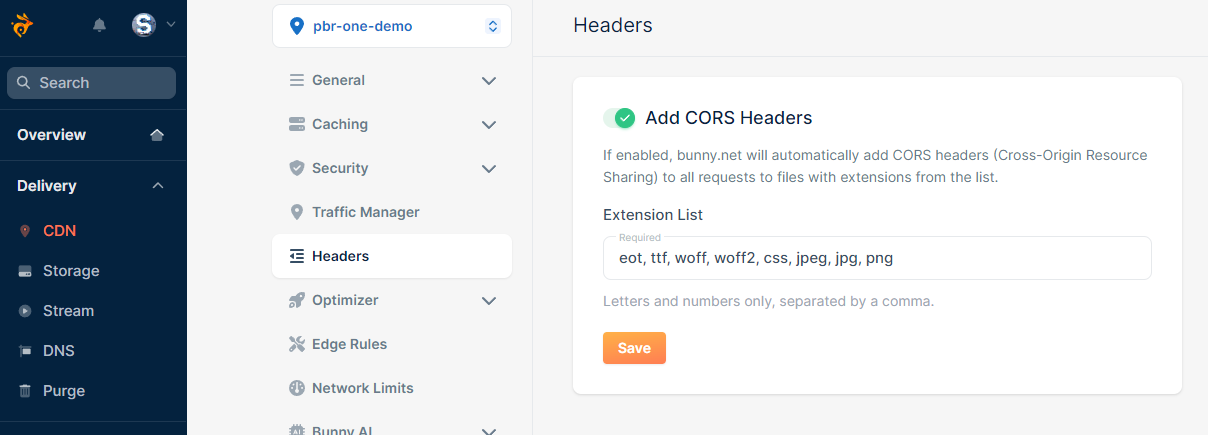 Search
Overview
Delivery
CDN
Storage
Stream
DNS
Purge
pbr-one-demo
General
Caching
Security
Traffic Manager
Headers
Optimizer
Edge Rules
Network Limits
Bunny AI
Headers
Add CORS Headers
If enabled, bunny.net will automatically add CORS headers (Cross-Origin Resource
Sharing) to all requests to files with extensions from the list.
Extension List
Required
eot, ttf, woff, woff2, css, jpeg, jpg, png
Letters and numbers only, separated by a comma.
Save